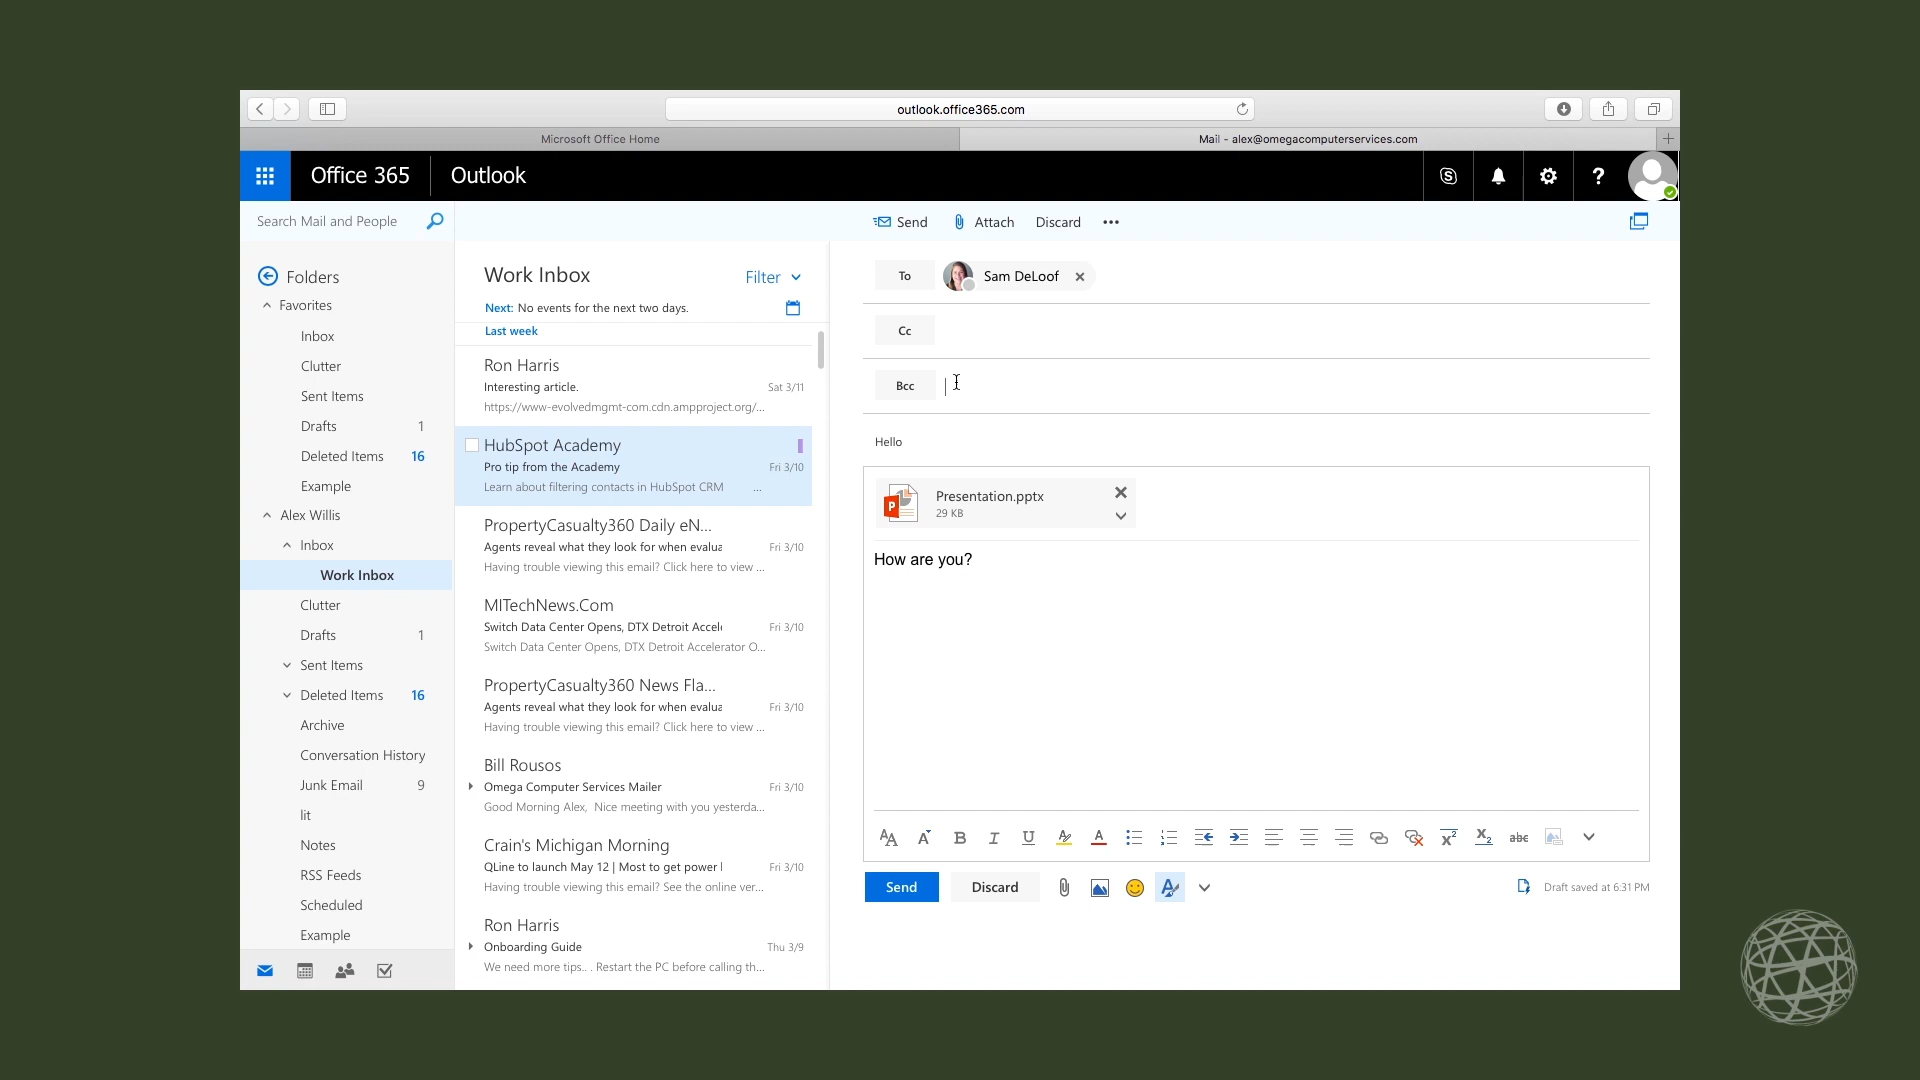 outlook.office365.com
Microsoft Office Home
Mail - alex@omegacomputerservices.com
Office 365
Outlook
?
Search Mail and People
Send
Attach
Discard
Folders
Favorites
Inbox
Clutter
Sent Items
Drafts 1
Deleted Items 16
Example
Alex Willis
Inbox
Work Inbox
Clutter
Drafts 1
Sent Items
Deleted Items 16
Archive
Conversation History
Junk Email 9
lit
Notes
RSS Feeds
Scheduled
Example
Work Inbox
Filter
Next: No events for the next two days.
Last week
Ron Harris
Interesting article. Sat 3/11
https://www-evolvedmgmt-com.cdn.ampproject.org/...
HubSpot Academy
Pro tip from the Academy Fri 3/10
Learn about filtering contacts in HubSpot CRM ...
PropertyCasualty360 Daily eN...
Agents reveal what they look for when evalua Fri 3/10
Having trouble viewing this email? Click here to view ...
MITechNews.Com
Switch Data Center Opens, DTX Detroit Accele Fri 3/10
Switch Data Center Opens, DTX Detroit Accelerator O...
PropertyCasualty360 News Fla...
Agents reveal what they look for when evalua Fri 3/10
Having trouble viewing this email? Click here to view ...
Bill Rousos
Omega Computer Services Mailer Fri 3/10
Good Morning Alex, Nice meeting with you yesterda...
Crain's Michigan Morning
QLine to launch May 12 | Most to get power l Fri 3/10
Having trouble viewing this email? See the online ver...
Ron Harris
Onboarding Guide Thu 3/9
We need more tips... Restart the PC before calling th...
To
Sam DeLoof
Cc
Bcc
Hello
Presentation.pptx
29 KB
How are you?
Send
Discard
Draft saved at 6:31 PM